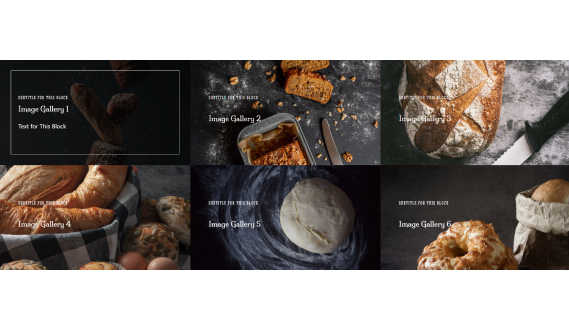 SUBTITLE FOR THIS BLOCK
Image Gallery 1
Text for This Block
SUBTITLE FOR THIS BLOCK
Image Gallery 2
SUBTITLE FOR THIS BLOCK
Image Gallery 3
SUBTITLE FOR THIS BLOCK
Image Gallery 4
SUBTITLE FOR THIS BLOCK
Image Gallery 5
SUBTITLE FOR THIS BLOCK
Image Gallery 6